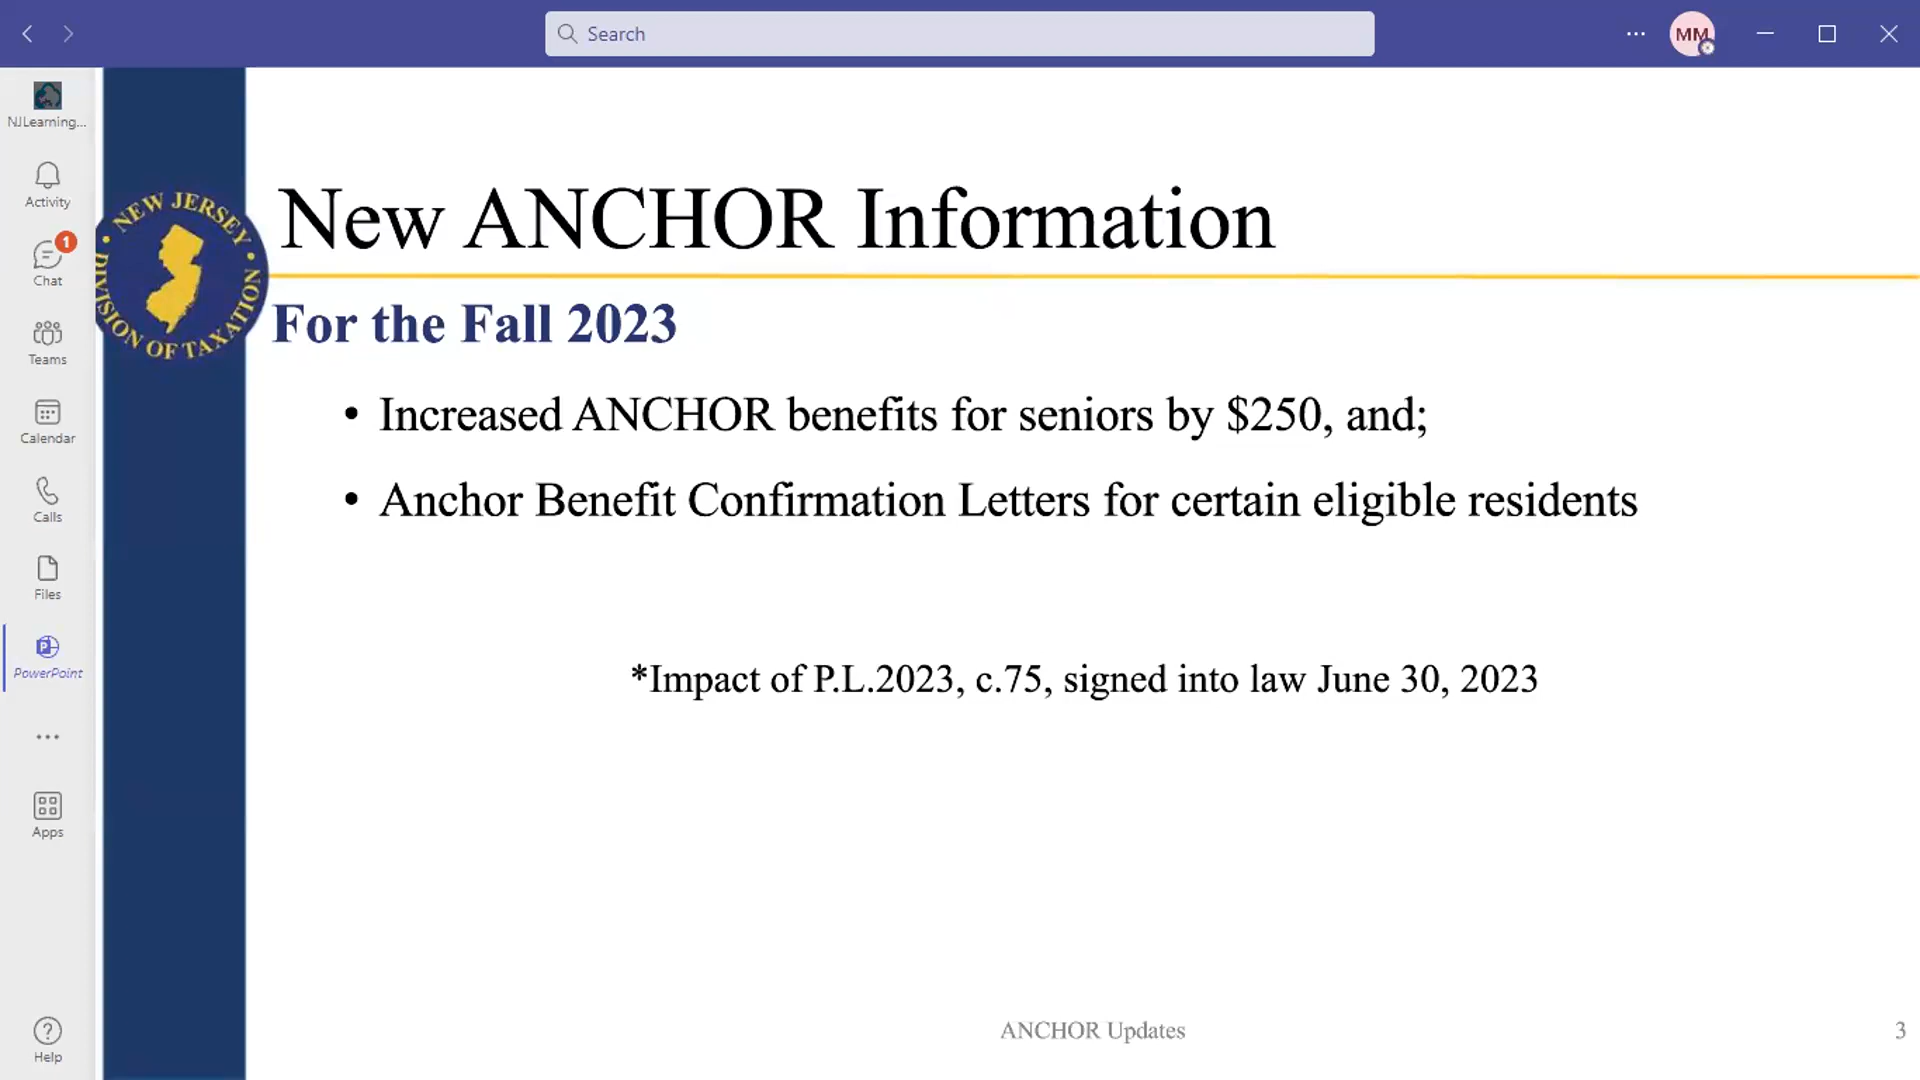 Search
MM
NJLearning...
Activity
1
Chat
Teams
Calendar
Calls
Files
PowerPoint
Apps
Help
• NEW JERSEY •
DIVISION OF TAXATION
New ANCHOR Information
For the Fall 2023
• Increased ANCHOR benefits for seniors by $250, and;
• Anchor Benefit Confirmation Letters for certain eligible residents
*Impact of P.L.2023, c.75, signed into law June 30, 2023
ANCHOR Updates
3